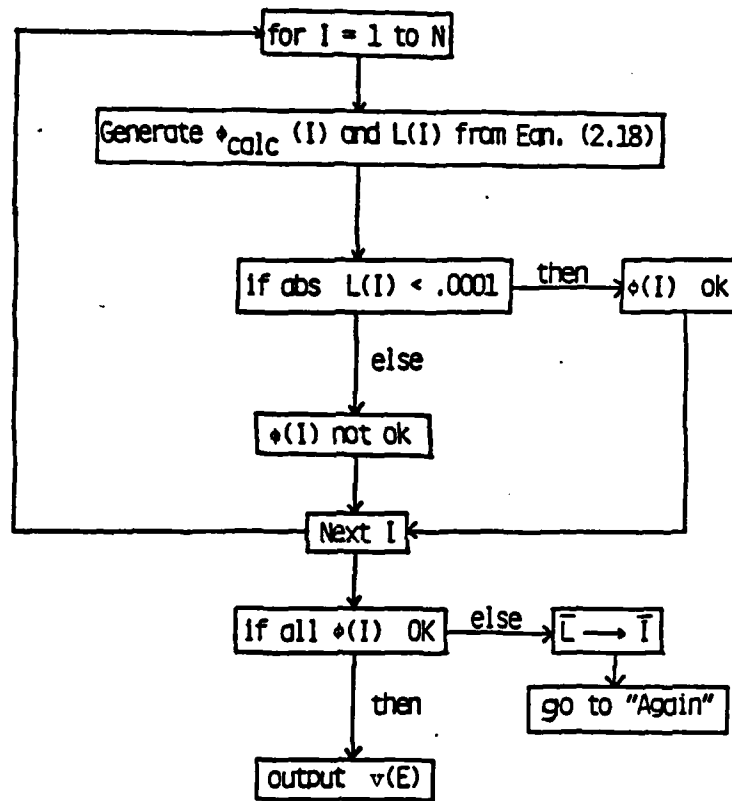 for I = 1 to N
Generate ϕcalc (I) and L(I) from Eqn. (2.18)
if abs L(I) < .0001
then
ϕ(I) ok
else
ϕ(I) not ok
Next I
if all ϕ(I) OK
else
L̅ → I̅
then
go to "Again"
output v(E)